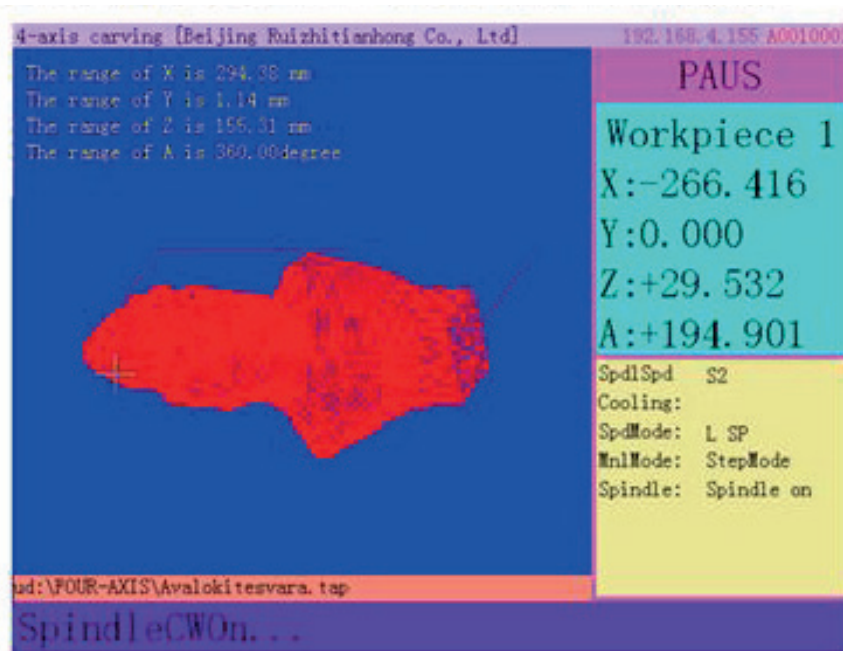 4-axis carving [Beijing Ruizhitianhong Co., Ltd] 192.168.4.155 A001000
The range of X is 294.38 mm
The range of Y is 1.14 mm
The range of Z is 155.31 mm
The range of A is 360.00degree
PAUS
Workpiece 1
X:-266.416
Y:0.000
Z:+29.532
A:+194.901
SpdlSpd S2
Cooling:
SpdMode: L SP
MnlMode: StepMode
Spindle: Spindle on
ud:\FOUR-AXIS\Avalokitesvara.tap
SpindleCWOn...